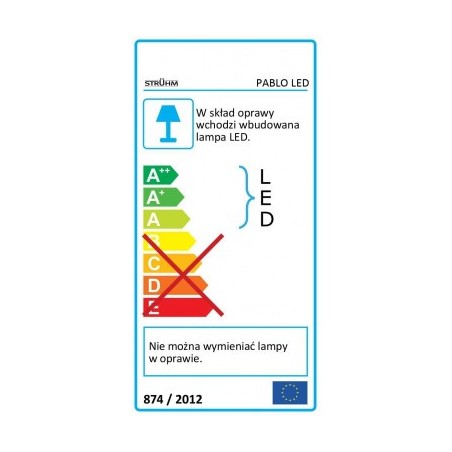 STRÜHM PABLO LED
W skład oprawy
wchodzi wbudowana
lampa LED.
A++
A+
A
B
C
D
E
L
E
D
Nie można wymieniać lampy
w oprawie.
874 / 2012